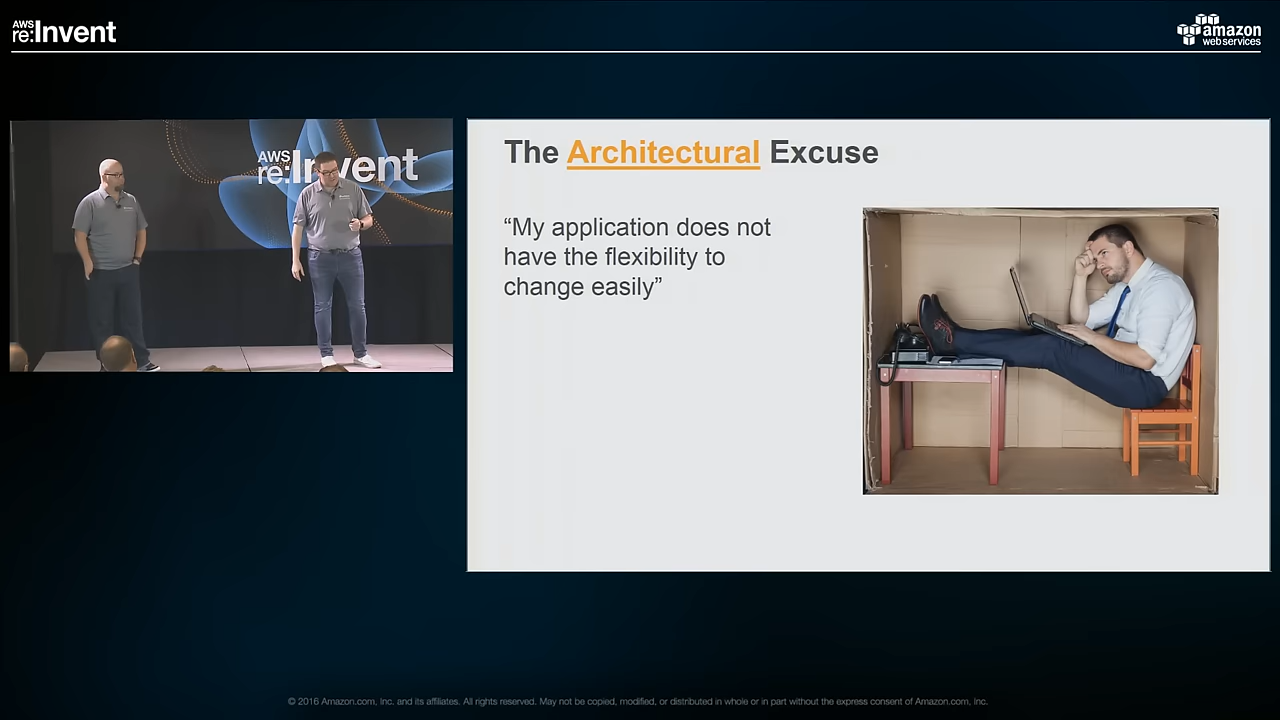 AWS
re:Invent
amazon
web services
AWS
re:Invent
The Architectural Excuse
“My application does not
have the flexibility to
change easily”
© 2016 Amazon.com, Inc. and its affiliates. All rights reserved. May not be copied, modified, or distributed in whole or in part without the express consent of Amazon.com, Inc.